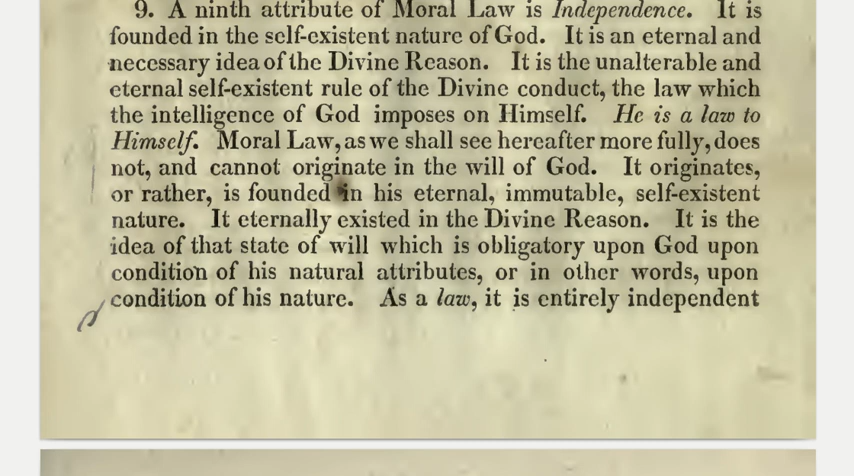 9. A ninth attribute of Moral Law is Independence. It is
founded in the self-existent nature of God. It is an eternal and
necessary idea of the Divine Reason. It is the unalterable and
eternal self-existent rule of the Divine conduct, the law which
the intelligence of God imposes on Himself. He is a law to
Himself. Moral Law, as we shall see hereafter more fully, does
not, and cannot originate in the will of God. It originates,
or rather, is founded in his eternal, immutable, self-existent
nature. It eternally existed in the Divine Reason. It is the
idea of that state of will which is obligatory upon God upon
condition of his natural attributes, or in other words, upon
condition of his nature. As a law, it is entirely independent